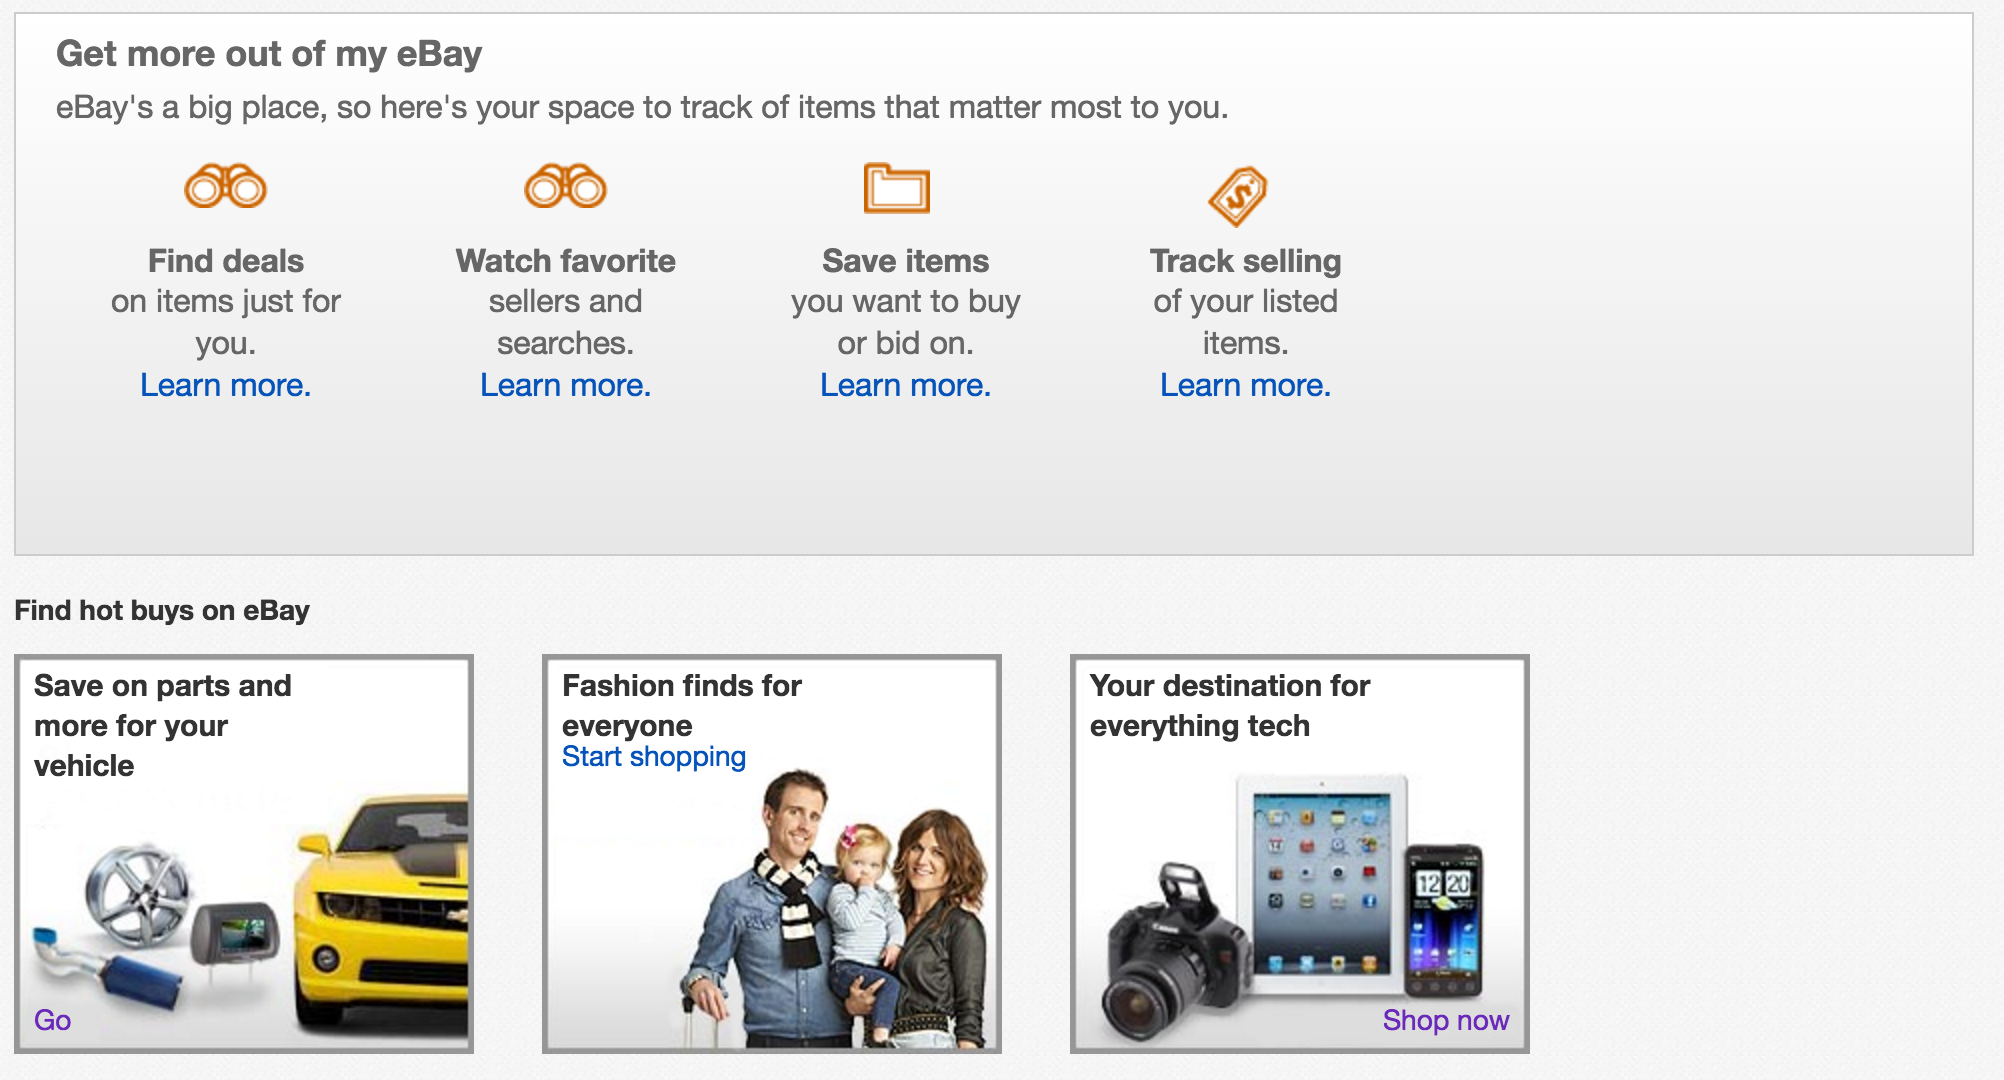 Get more out of my eBay
eBay's a big place, so here's your space to track of items that matter most to you.
Find deals
on items just for
you.
Learn more.
Watch favorite
sellers and
searches.
Learn more.
Save items
you want to buy
or bid on.
Learn more.
Track selling
of your listed
items.
Learn more.
Find hot buys on eBay
Save on parts and
more for your
vehicle
Go
Fashion finds for
everyone
Start shopping
Your destination for
everything tech
Canon
12 20
Shop now